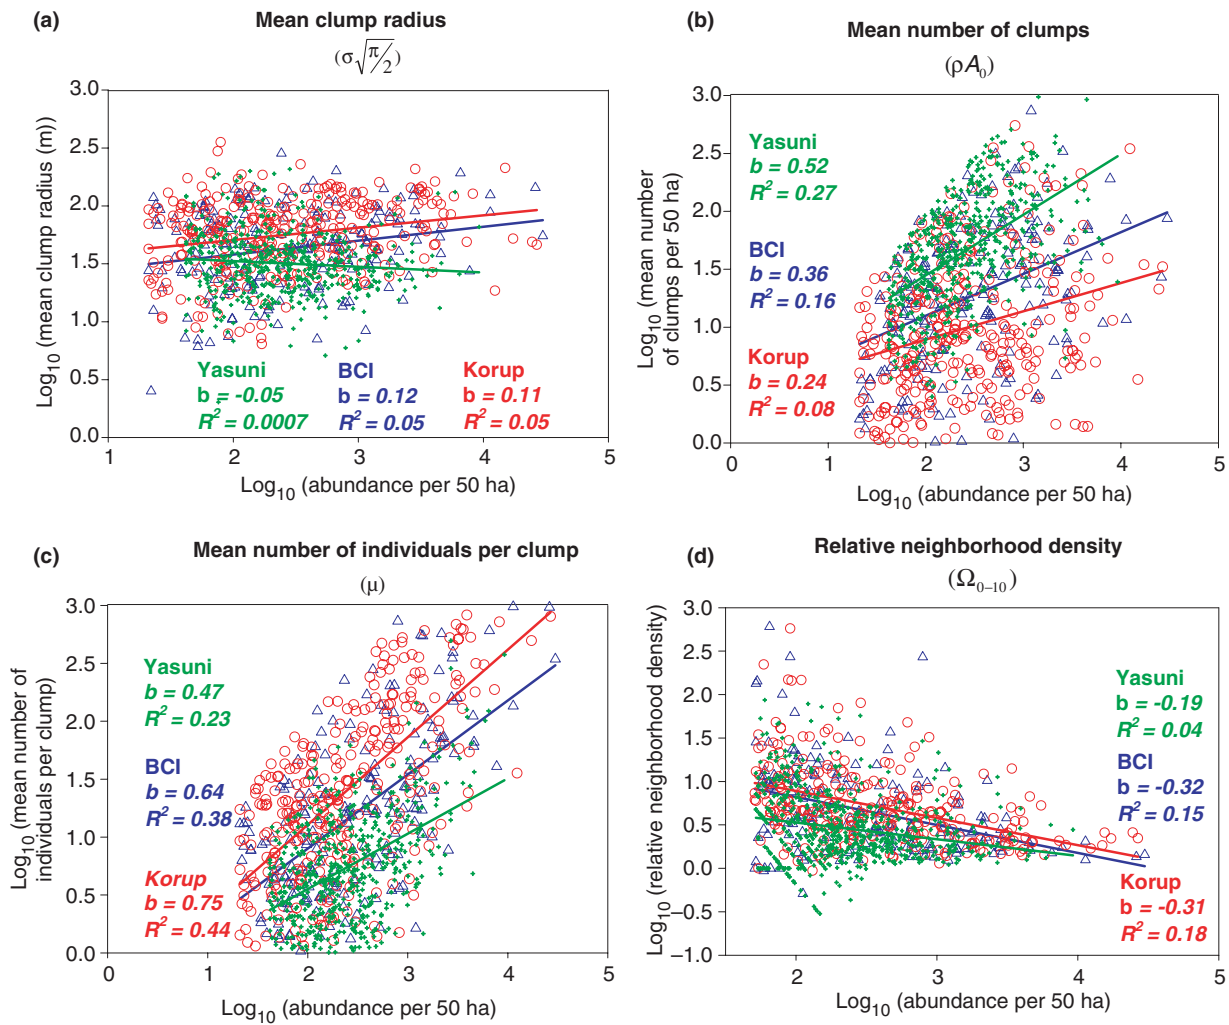 (a)
Mean clump radius
(σ√π/2)
Log10 (mean clump radius (m))
3.0
2.5
2.0
1.5
1.0
0.5
0.0
Yasuni
b = -0.05
R2 = 0.0007
BCI
b = 0.12
R2 = 0.05
Korup
b = 0.11
R2 = 0.05
1 2 3 4 5
Log10 (abundance per 50 ha)
(b)
Mean number of clumps
(ρA0)
Log10 (mean number
of clumps per 50 ha)
3.0
2.5
2.0
1.5
1.0
0.5
0.0
Yasuni
b = 0.52
R2 = 0.27
BCI
b = 0.36
R2 = 0.16
Korup
b = 0.24
R2 = 0.08
0 1 2 3 4 5
Log10 (abundance per 50 ha)
(c)
Mean number of individuals per clump
(μ)
Log10 (mean number of
individuals per clump)
3.0
2.5
2.0
1.5
1.0
0.5
0.0
Yasuni
b = 0.47
R2 = 0.23
BCI
b = 0.64
R2 = 0.38
Korup
b = 0.75
R2 = 0.44
0 1 2 3 4 5
Log10 (abundance per 50 ha)
(d)
Relative neighborhood density
(Ω0–10)
Log10 (relative neighborhood density)
3.0
2.5
2.0
1.5
1.0
0.5
0.0
−0.5
−1.0
Yasuni
b = -0.19
R2 = 0.04
BCI
b = -0.32
R2 = 0.15
Korup
b = -0.31
R2 = 0.18
2 3 4 5
Log10 (abundance per 50 ha)